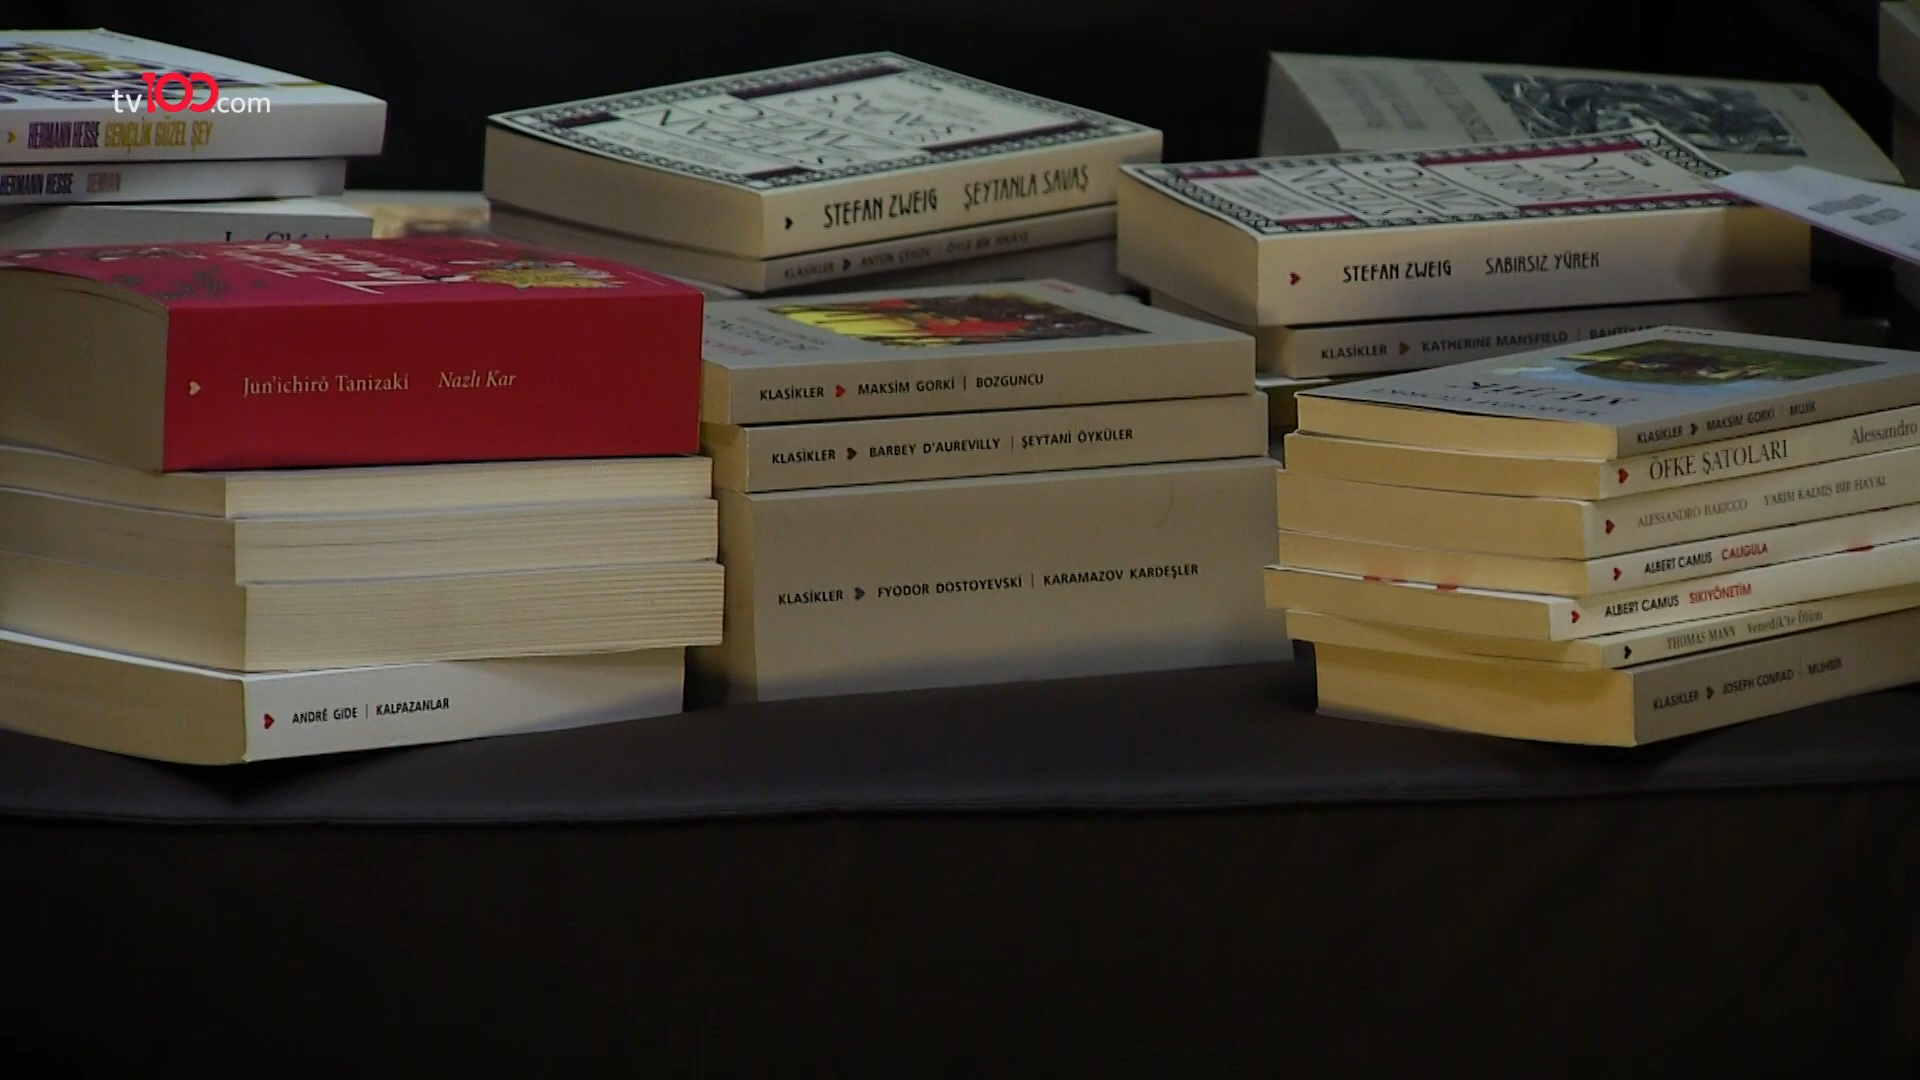 tv100.com
HERMANN HESSE GENÇLİK GÜZEL ŞEY
HERMANN HESSE DEMIAN
STEFAN ZWEIG ŞEYTANLA SAVAŞ
KLASİKLER ANTON ÇEHOV | ÖYLE BİR HİKÂYE
STEFAN ZWEIG SABIRSIZ YÜREK
KLASİKLER KATHERINE MANSFIELD |
Jun'ichirō Tanizaki Nazlı Kar
ANDRÉ GIDE | KALPAZANLAR
KLASİKLER MAKSİM GORKİ | BOZGUNCU
KLASİKLER BARBEY D'AUREVILLY | ŞEYTANİ ÖYKÜLER
KLASİKLER FYODOR DOSTOYEVSKİ | KARAMAZOV KARDEŞLER
MUJİK
KLASİKLER MAKSİM GORKİ | MUJİK
ÖFKE ŞATOLARI Alessandro
ALESSANDRO BARICCO YARIM KALMIŞ BİR HAYAL
ALBERT CAMUS CALIGULA
ALBERT CAMUS SIKIYÖNETİM
THOMAS MANN Venedik'te Ölüm
KLASİKLER JOSEPH CONRAD | MUHBİR